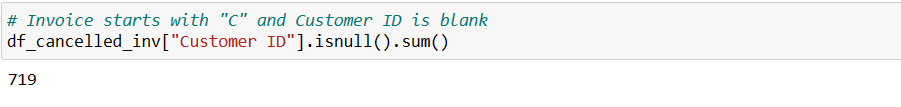 # Invoice starts with "C" and Customer ID is blank
df_cancelled_inv["Customer ID"].isnull().sum()
719